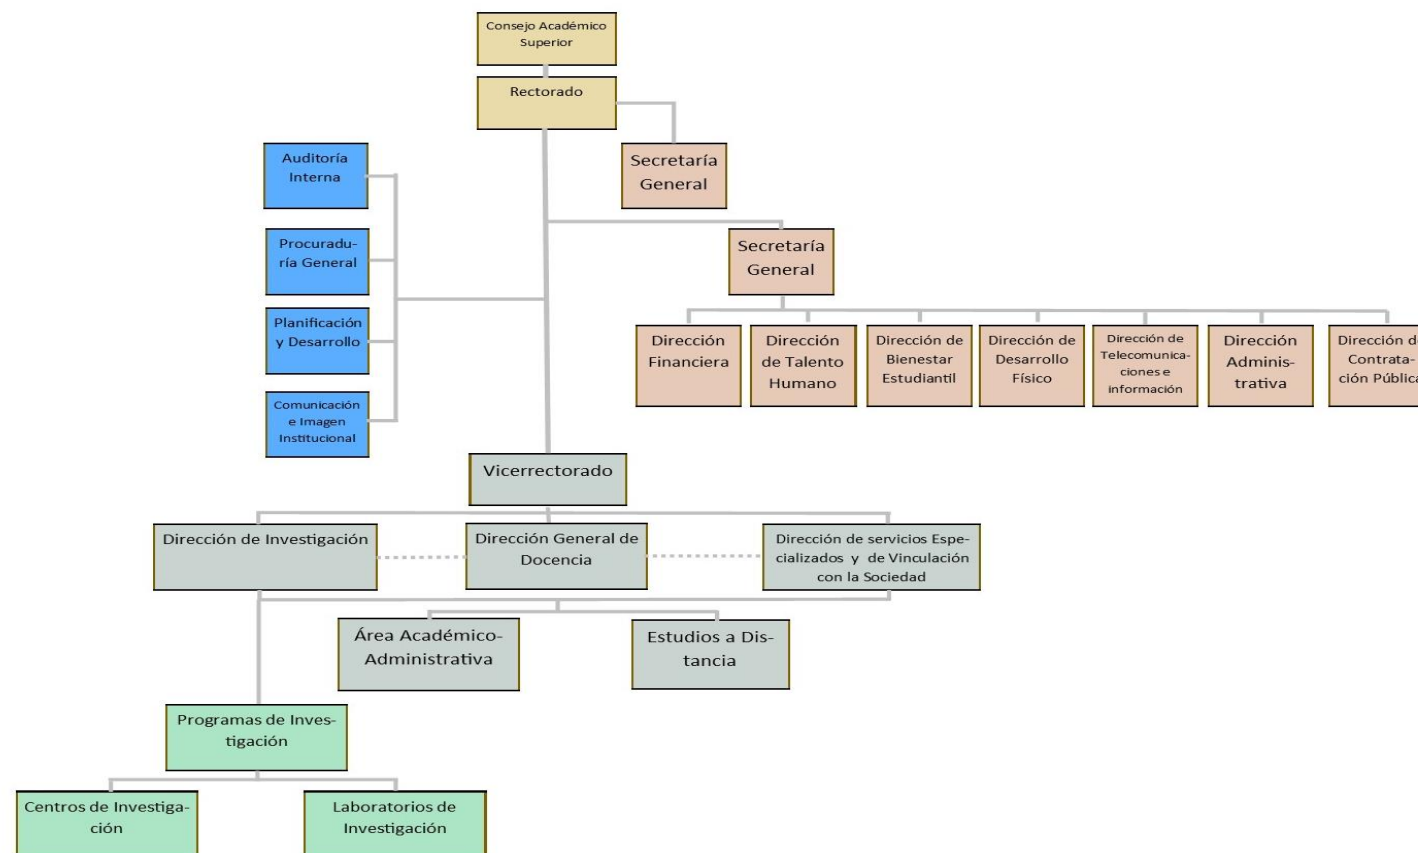 Consejo Académico
Superior
Rectorado
Secretaría
General
Auditoría
Interna
Procuradu-
ría General
Planificación
y Desarrollo
Comunicación
e Imagen
Institucional
Secretaría
General
Dirección
Financiera
Dirección
de Talento
Humano
Dirección de
Bienestar
Estudiantil
Dirección de
Desarrollo
Físico
Dirección de
Telecomunica-
ciones e
información
Dirección
Adminis-
trativa
Dirección de
Contrata-
ción Pública
Vicerrectorado
Dirección de Investigación
Dirección General de
Docencia
Dirección de servicios Espe-
cializados y de Vinculación
con la Sociedad
Área Académico-
Administrativa
Estudios a Dis-
tancia
Programas de Inves-
tigación
Centros de Investiga-
ción
Laboratorios de
Investigación